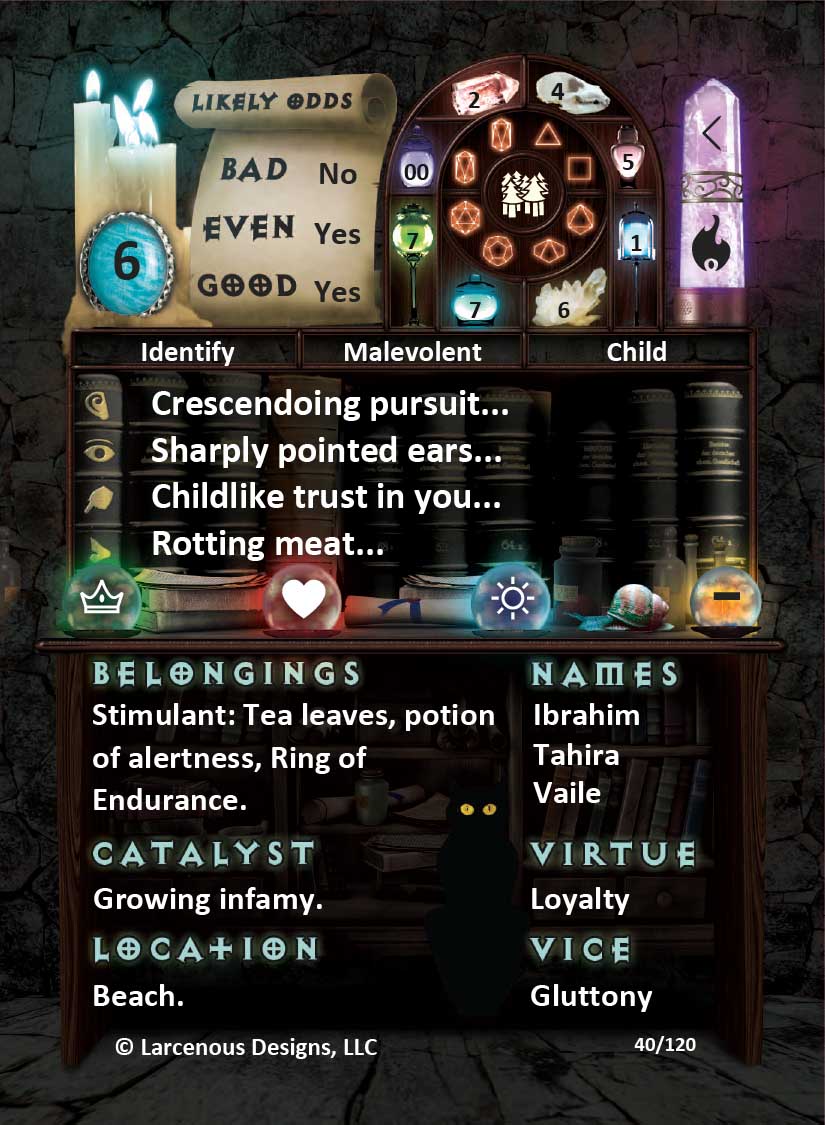 LIKELY ODDS
BAD No
EVEN Yes
GOOD Yes
6
2
4
00
5
7
1
7
6
<
Identify Malevolent Child
Crescendoing pursuit...
Sharply pointed ears...
Childlike trust in you...
Rotting meat...
BELONGINGS
Stimulant: Tea leaves, potion
of alertness, Ring of
Endurance.
NAMES
Ibrahim
Tahira
Vaile
CATALYST
Growing infamy.
VIRTUE
Loyalty
LOCATION
Beach.
VICE
Gluttony
© Larcenous Designs, LLC
40/120